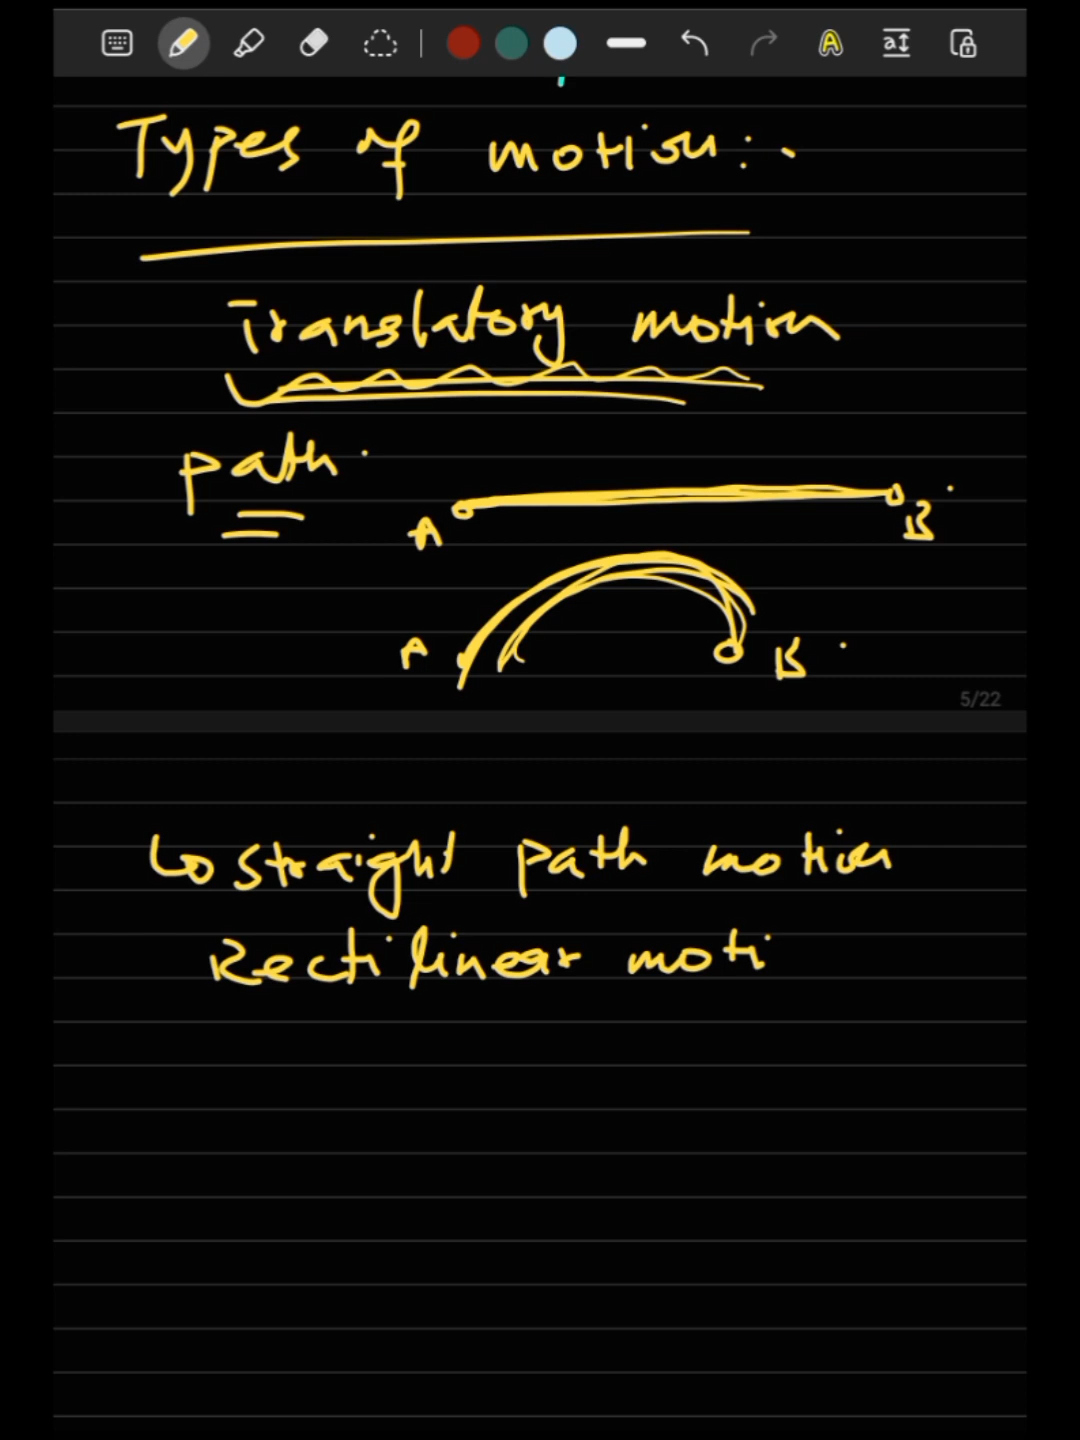 Types of motion:-
Translatory motion
path
A B
A B
5/22
↳ straight path motion
Rectilinear moti